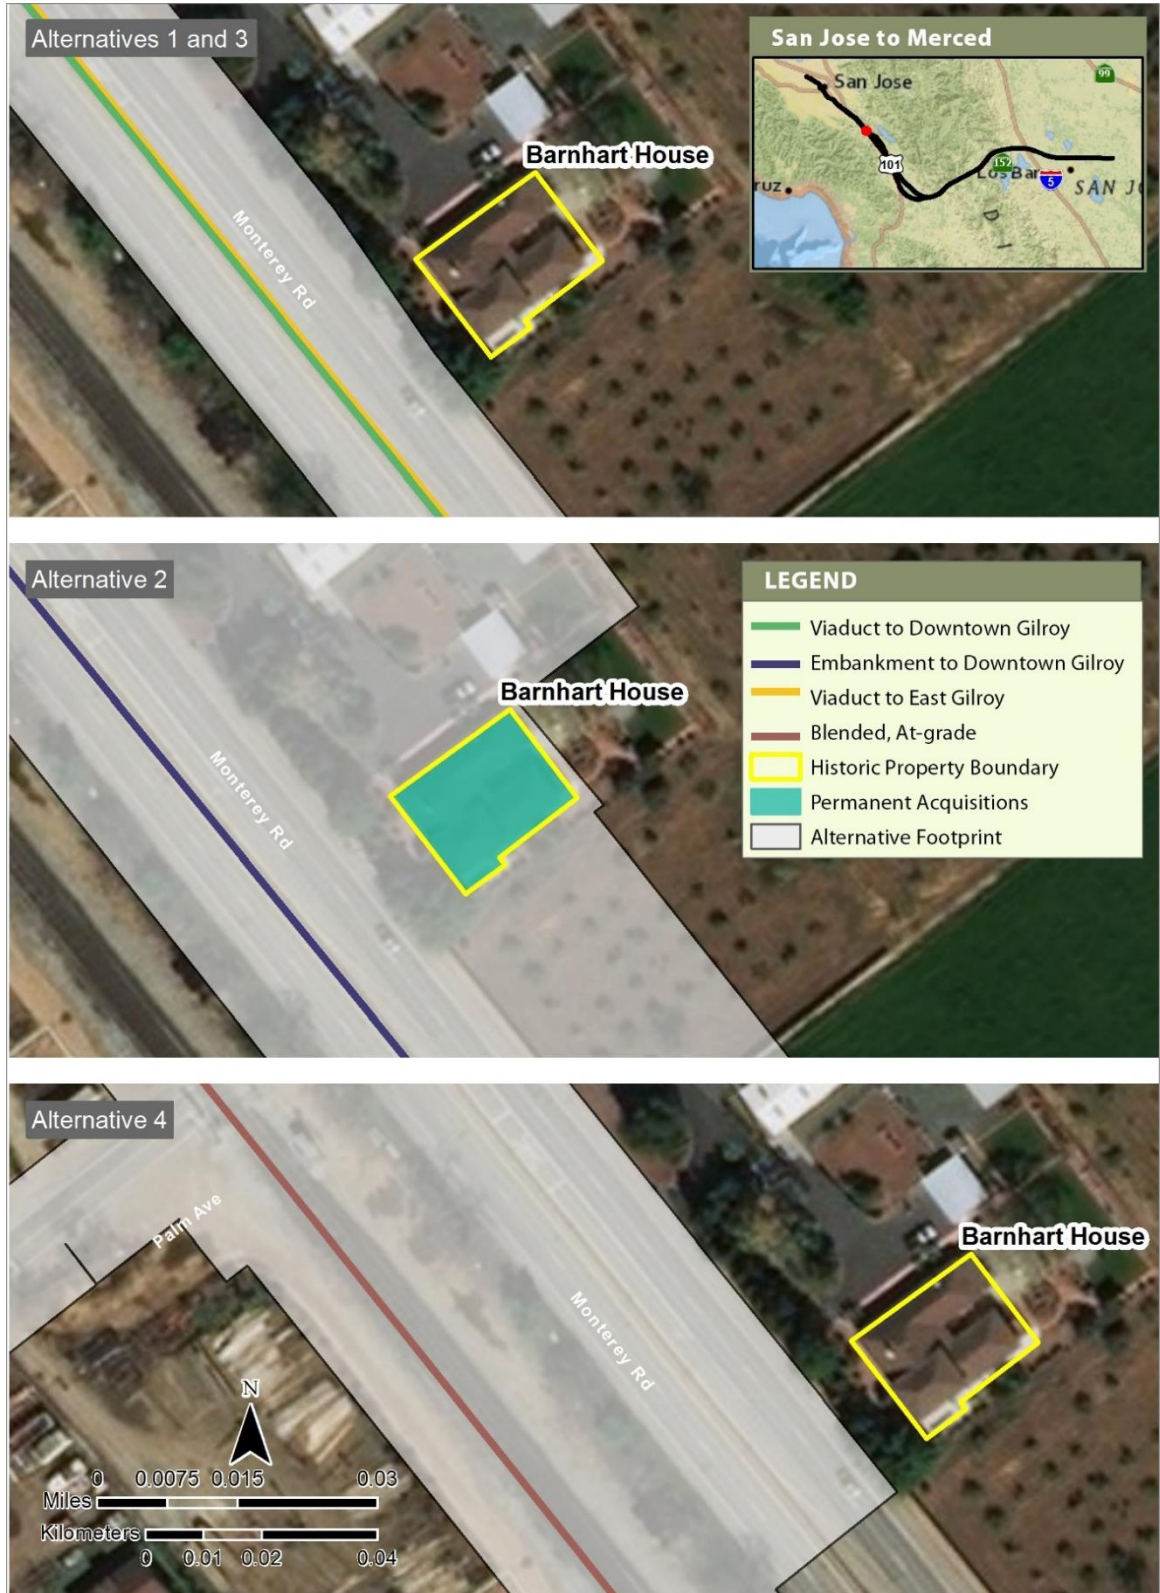 Alternatives 1 and 3
San Jose to Merced
San Jose
99
101
152
Los Ban
5
SAN JO
ruz
D I
Barnhart House
Monterey Rd
Alternative 2
LEGEND
Viaduct to Downtown Gilroy
Embankment to Downtown Gilroy
Viaduct to East Gilroy
Blended, At-grade
Historic Property Boundary
Permanent Acquisitions
Alternative Footprint
Barnhart House
Monterey Rd
Alternative 4
Palm Ave
Barnhart House
Monterey Rd
N
0 0.0075 0.015 0.03
Miles
Kilometers
0 0.01 0.02 0.04